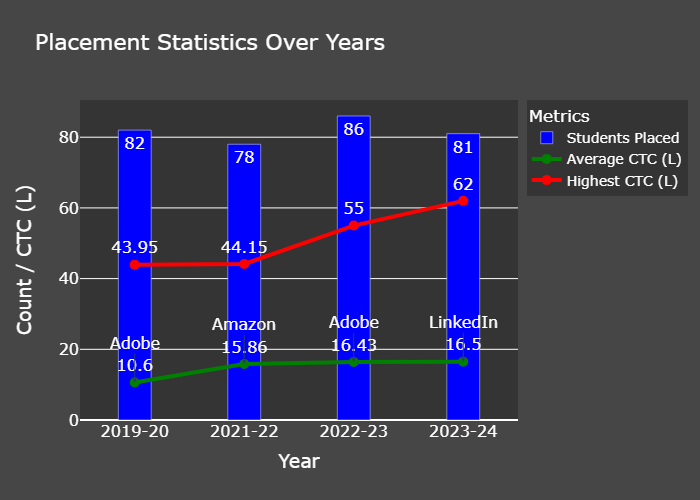 Placement Statistics Over Years
Metrics
Students Placed
Average CTC (L)
Highest CTC (L)
Count / CTC (L)
80
60
40
20
0
82
78
86
81
43.95
44.15
55
62
Adobe
Amazon
Adobe
LinkedIn
10.6
15.86
16.43
16.5
2019-20
2021-22
2022-23
2023-24
Year